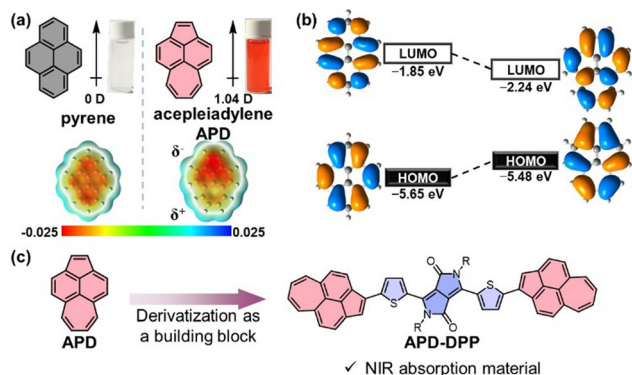 (a)
0 D
pyrene
1.04 D
acepleiadylene
APD
δ-
δ+
-0.025
0.025
(b)
LUMO
−1.85 eV
LUMO
−2.24 eV
HOMO
−5.65 eV
HOMO
−5.48 eV
(c)
APD
Derivatization as
a building block
O
N
R
S
S
R
N
O
APD-DPP
✓ NIR absorption material